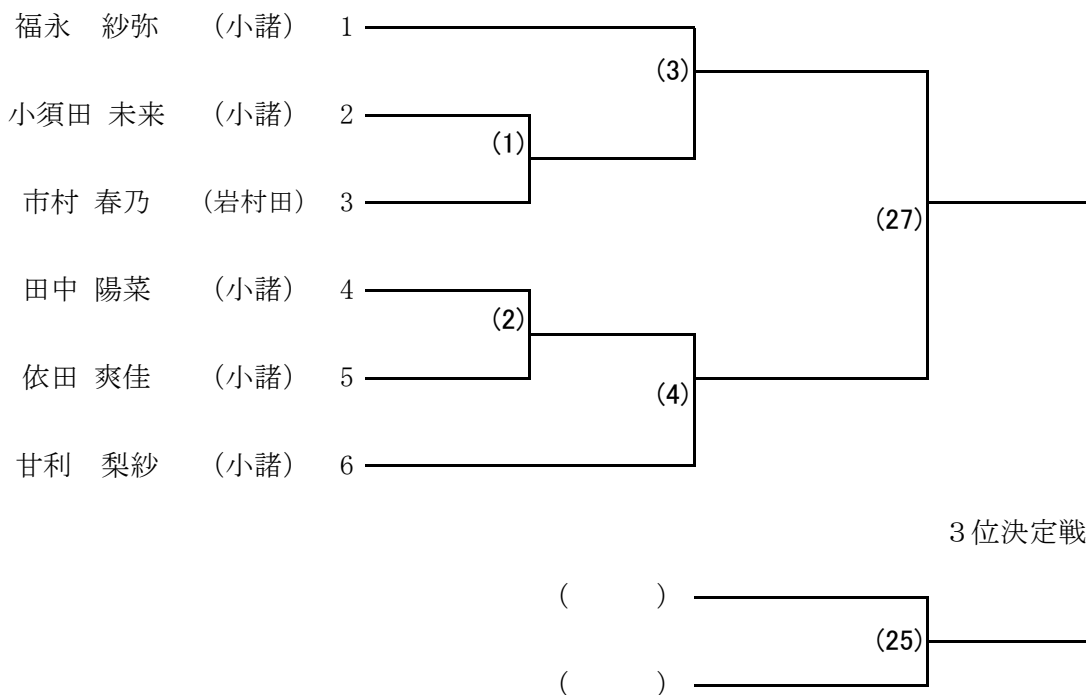 福永 紗弥 （小諸） 1
(3)
小須田 未来 （小諸） 2
(1)
市村 春乃 （岩村田） 3
(27)
田中 陽菜 （小諸） 4
(2)
依田 爽佳 （小諸） 5
(4)
甘利 梨紗 （小諸） 6
３位決定戦
( )
(25)
( )